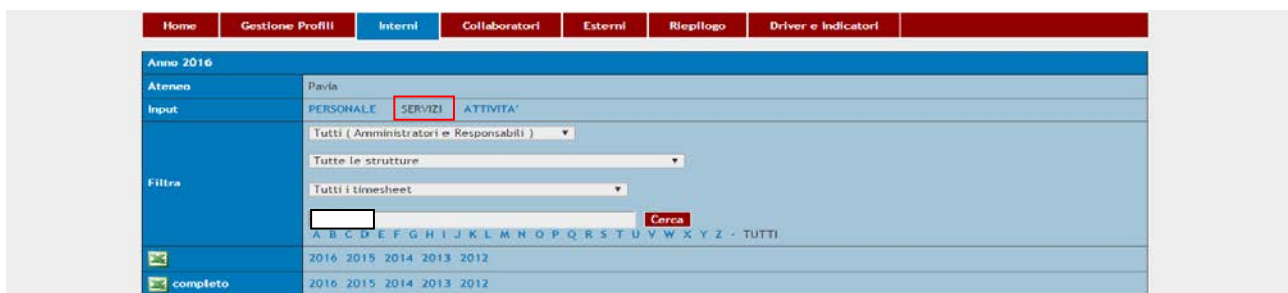 Home Gestione Profili Interni Collaboratori Esterni Riepilogo Driver e Indicatori
Anno 2016
Ateneo Pavia
Input PERSONALE SERVIZI ATTIVITA'
Tutti ( Amministratori e Responsabili )
Tutte le strutture
Filtra
Tutti i timesheet
Cerca
A B C D E F G H I J K L M N O P Q R S T U V W X Y Z - TUTTI
2016 2015 2014 2013 2012
completo 2016 2015 2014 2013 2012